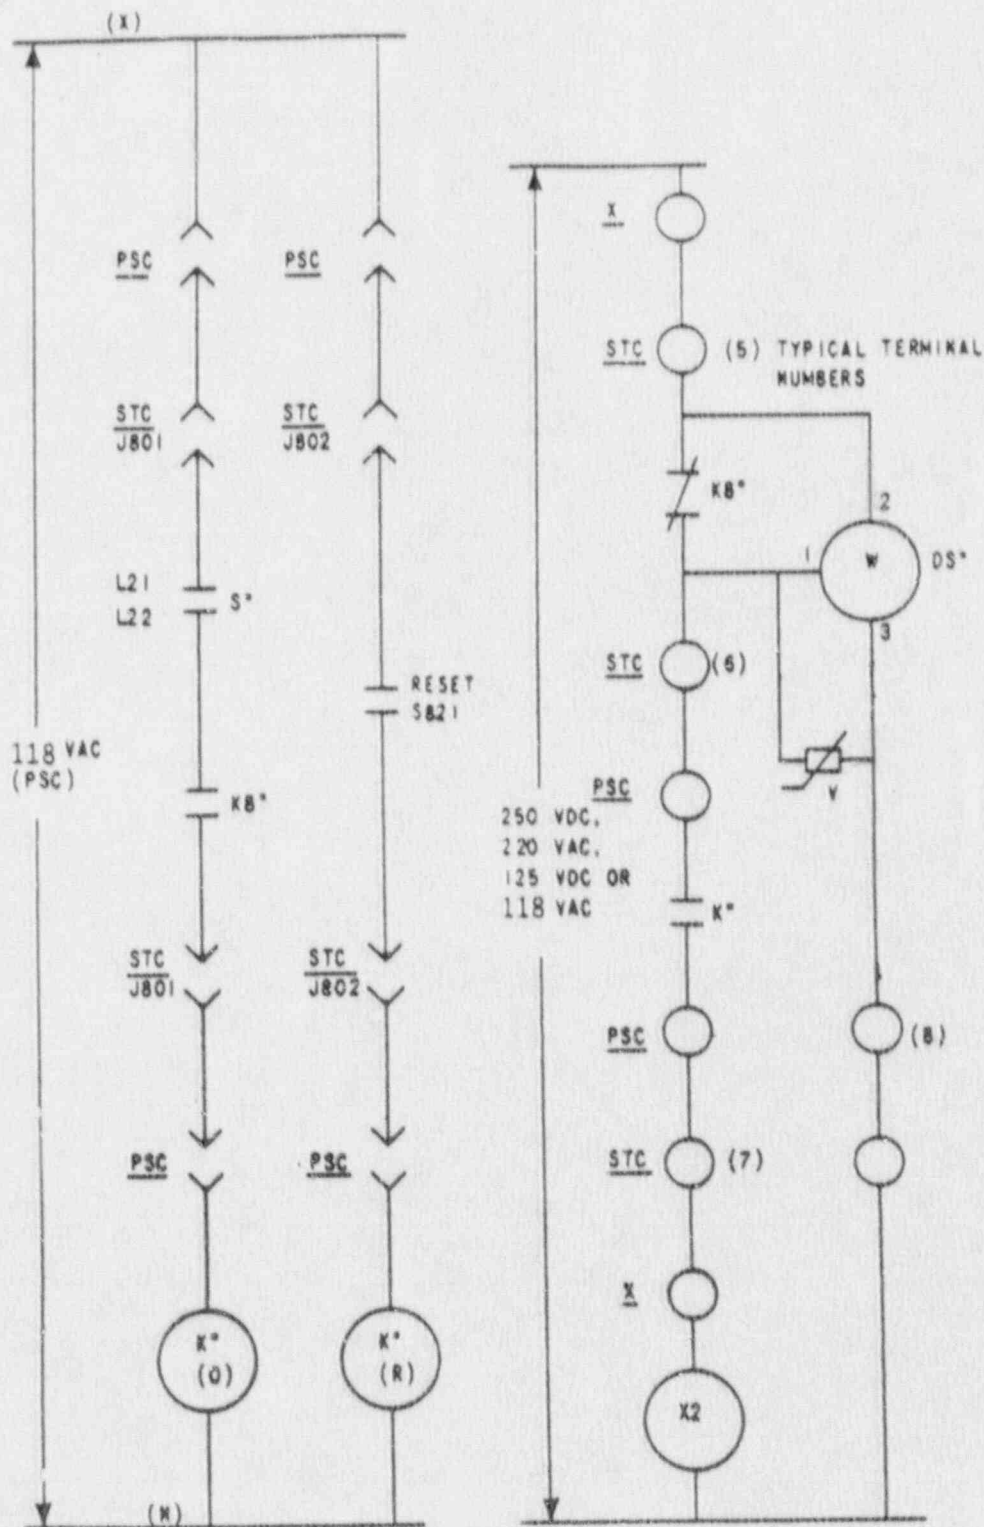 (X)
PSC
PSC
STC
J801
STC
J802
L21
L22
S*
RESET
S821
118 VAC
(PSC)
K8*
STC
J801
STC
J802
PSC
PSC
K*
(O)
K*
(R)
(N)
X
STC
(5) TYPICAL TERMINAL
NUMBERS
K8*
2
1
W
DS*
3
STC
(6)
V
PSC
250 VDC,
220 VAC,
125 VDC OR
118 VAC
K*
PSC
(8)
STC
(7)
X
X2